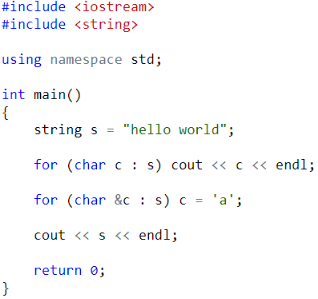 #include <iostream>
#include <string>
using namespace std;
int main()
{
    string s = "hello world";
    for (char c : s) cout << c << endl;
    for (char &c : s) c = 'a';
    cout << s << endl;
    return 0;
}